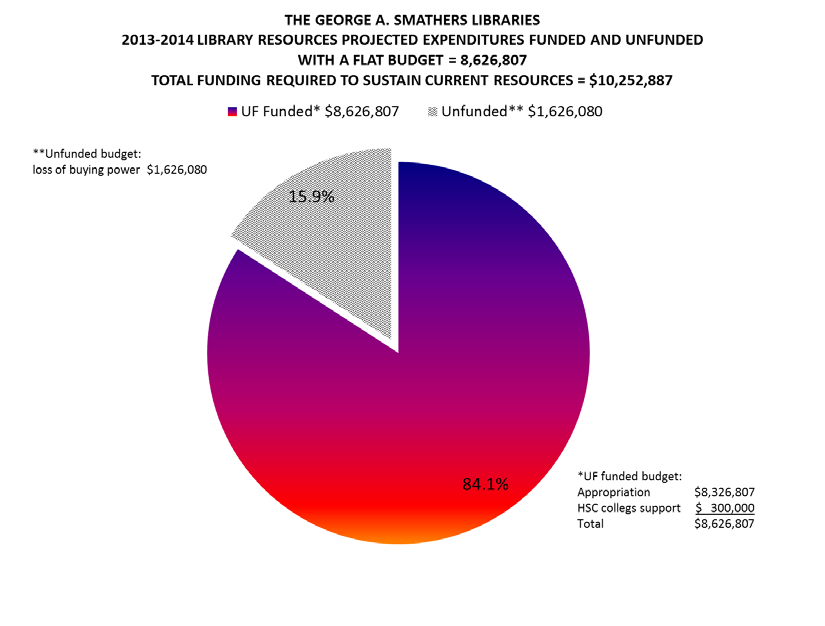 THE GEORGE A. SMATHERS LIBRARIES
2013-2014 LIBRARY RESOURCES PROJECTED EXPENDITURES FUNDED AND UNFUNDED
WITH A FLAT BUDGET = 8,626,807
TOTAL FUNDING REQUIRED TO SUSTAIN CURRENT RESOURCES = $10,252,887
UF Funded* $8,626,807 Unfunded** $1,626,080
**Unfunded budget:
loss of buying power $1,626,080
15.9%
84.1%
*UF funded budget:
Appropriation $8,326,807
HSC collegs support $ 300,000
Total $8,626,807